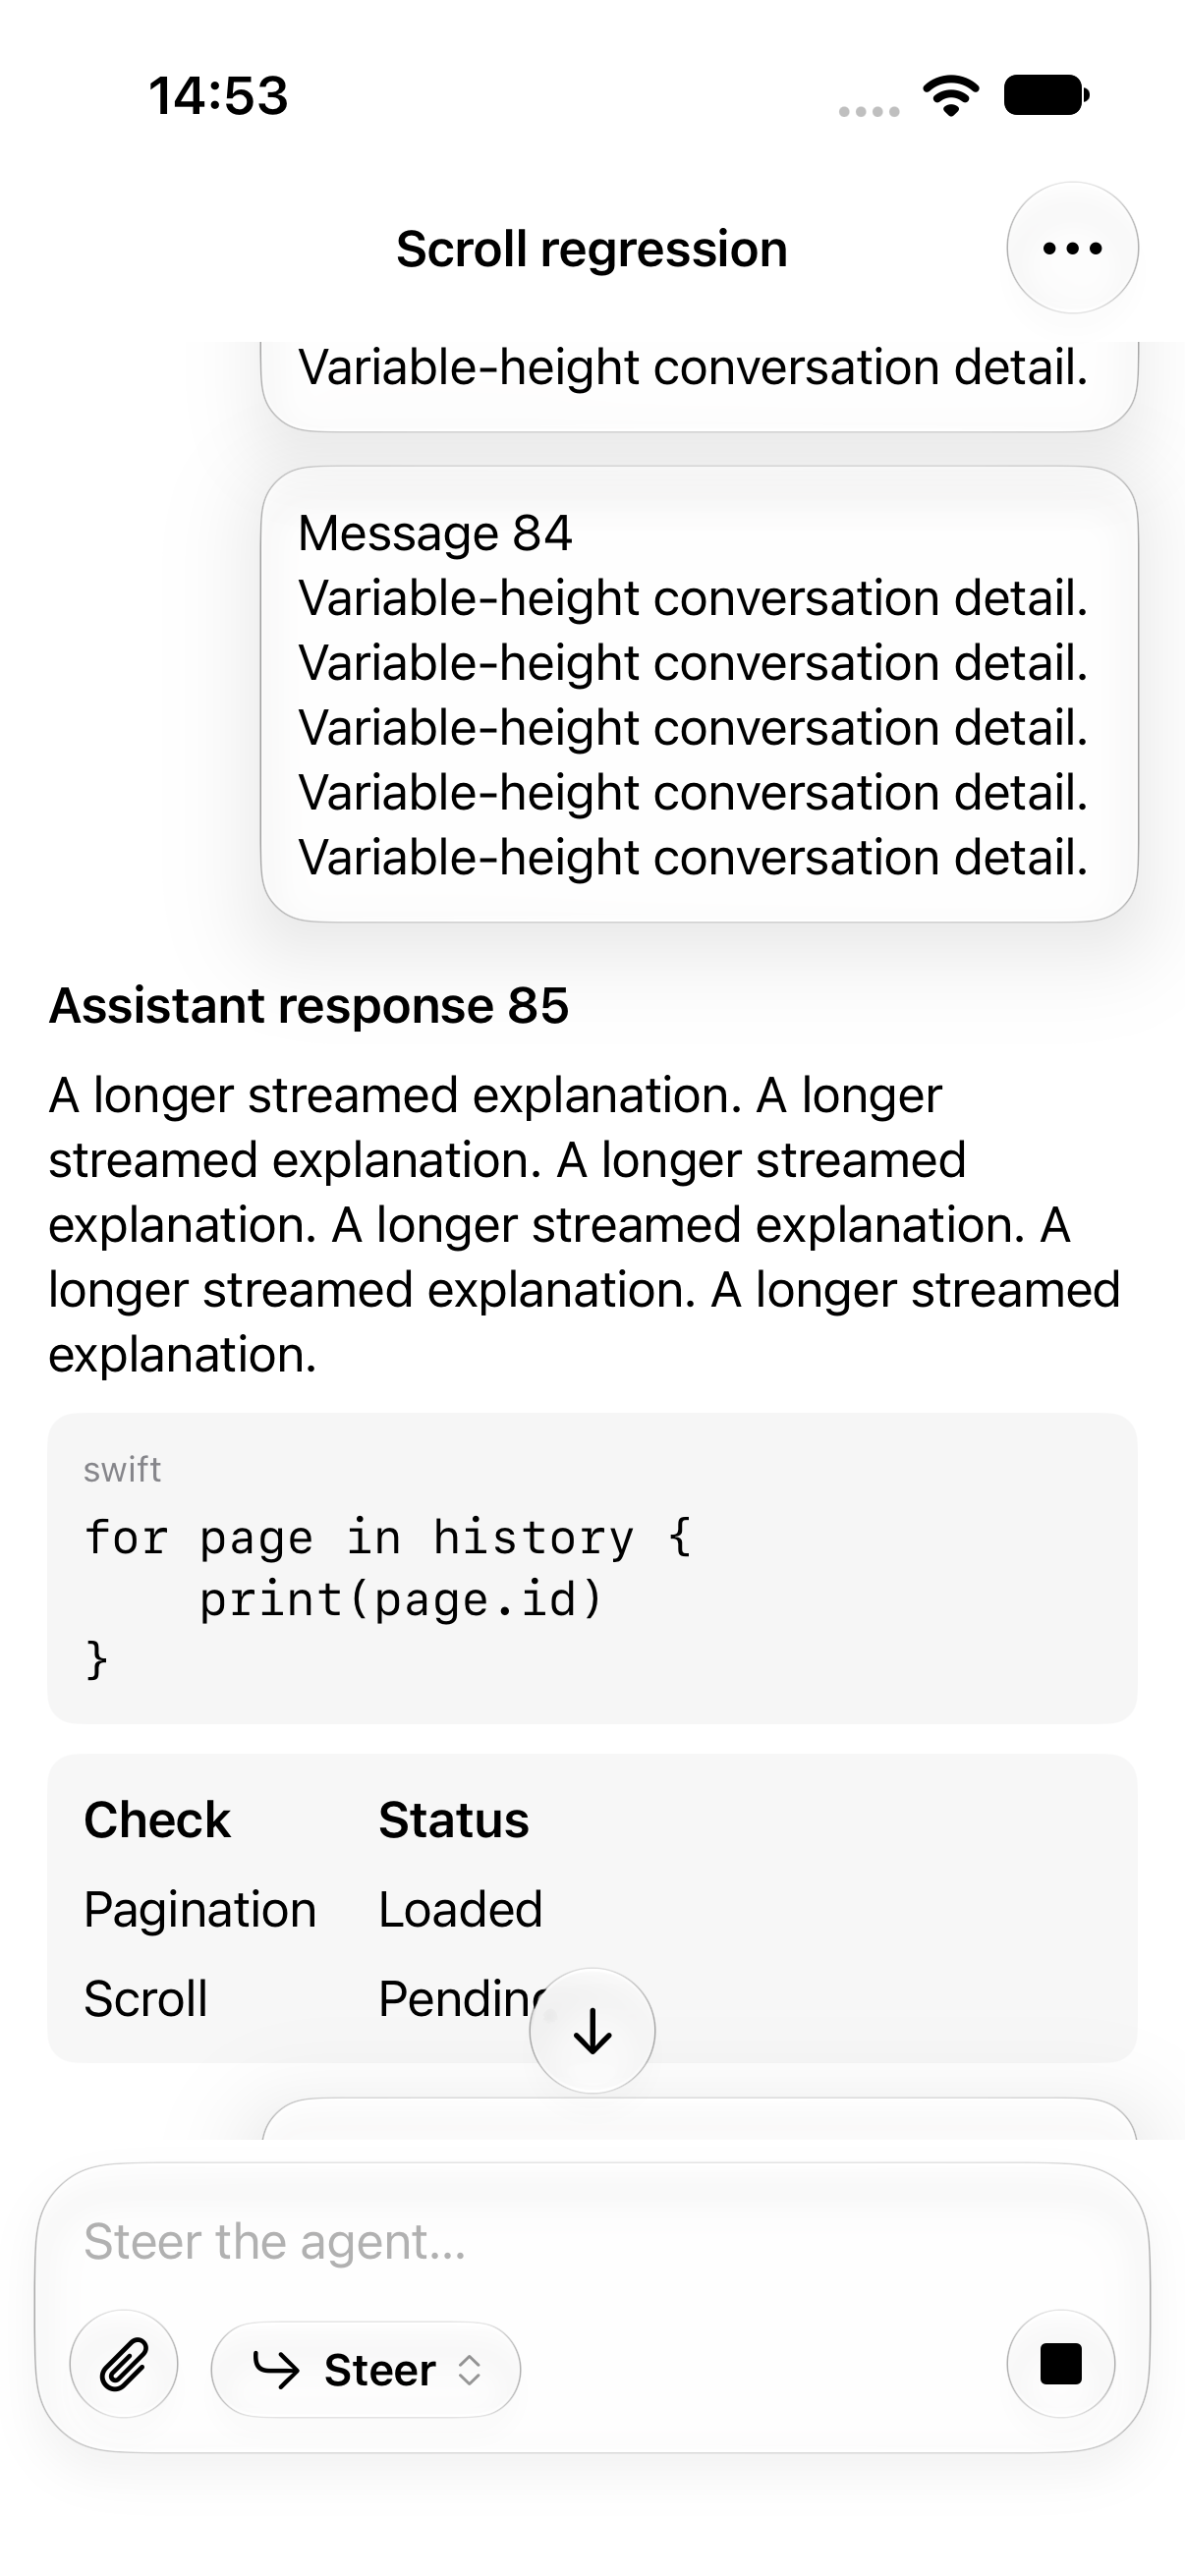 14:53
Scroll regression
Variable-height conversation detail.
Message 84
Variable-height conversation detail.
Variable-height conversation detail.
Variable-height conversation detail.
Variable-height conversation detail.
Variable-height conversation detail.
Assistant response 85
A longer streamed explanation. A longer
streamed explanation. A longer streamed
explanation. A longer streamed explanation. A
longer streamed explanation. A longer streamed
explanation.
swift
for page in history {
    print(page.id)
}
Check Status
Pagination Loaded
Scroll Pending
Steer the agent...
Steer